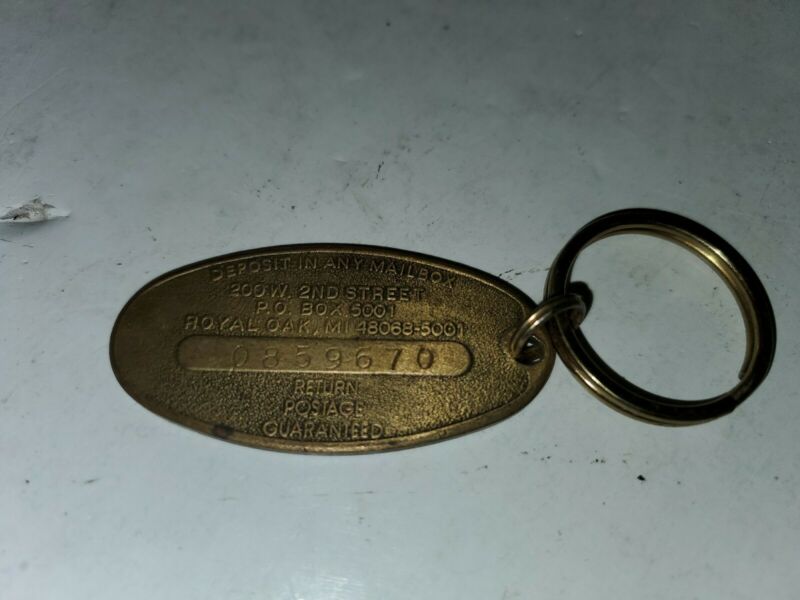 DEPOSIT IN ANY MAILBOX
200 W. 2ND STREET
P.O. BOX 5001
ROYAL OAK, MI 48068-5001
0859670
RETURN
POSTAGE
GUARANTEED